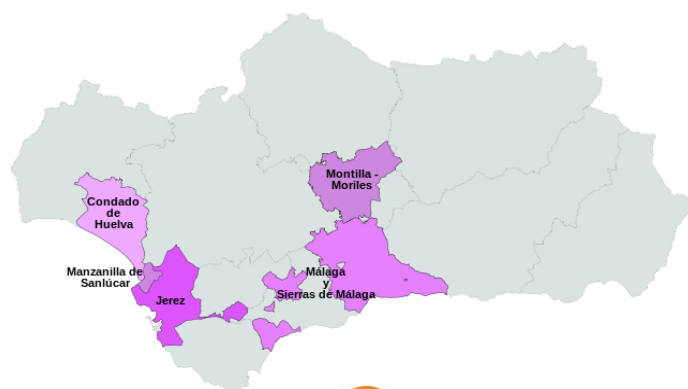 Montilla -
Moriles
Condado
de
Huelva
Manzanilla de
Sanlúcar
Jerez
Málaga
y
Sierras de Málaga